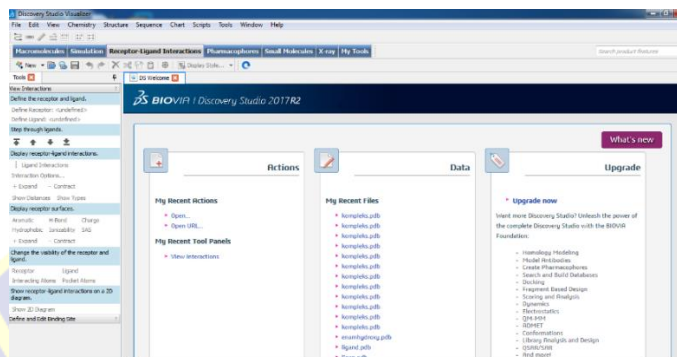 Discovery Studio Visualizer
File Edit View Chemistry Structure Sequence Chart Scripts Tools Window Help
Macromolecules Simulation Receptor-Ligand Interactions Pharmacophores Small Molecules X-ray My Tools
Search product features
New Display Style...
Tools
DS Welcome
View Interactions
Define the receptor and ligand.
Define Receptor: <undefined>
Define Ligand: <undefined>
Step through ligands.
Display receptor-ligand interactions.
Ligand Interactions
Interaction Options...
+ Expand - Contract
Show Distances Show Types
Display receptor surfaces.
Aromatic H-Bond Charge
Hydrophobic Ionizability SAS
+ Expand - Contract
Change the visibility of the receptor and ligand.
Receptor Ligand
Interacting Atoms Pocket Atoms
Show receptor-ligand interactions on a 2D diagram.
Show 2D Diagram
Define and Edit Binding Site
DS BIOVIA | Discovery Studio 2017R2
What's new
Actions
My Recent Actions
Open...
Open URL...
My Recent Tool Panels
View Interactions
Data
My Recent Files
kompleks.pdb
kompleks.pdb
kompleks.pdb
kompleks.pdb
kompleks.pdb
kompleks.pdb
kompleks.pdb
kompleks.pdb
kompleks.pdb
kompleks.pdb
enamhydroxy.pdb
ligand.pdb
Upgrade
Upgrade now
Want more Discovery Studio? Unleash the power of
the complete Discovery Studio with the BIOVIA
Foundation:
- Homology Modeling
- Model Antibodies
- Create Pharmacophores
- Search and Build Databases
- Docking
- Fragment Based Design
- Scoring and Analysis
- Dynamics
- Electrostatics
- QM-MM
- ADMET
- Conformations
- Library Analysis and Design
- QSAR/SAR
- And more!